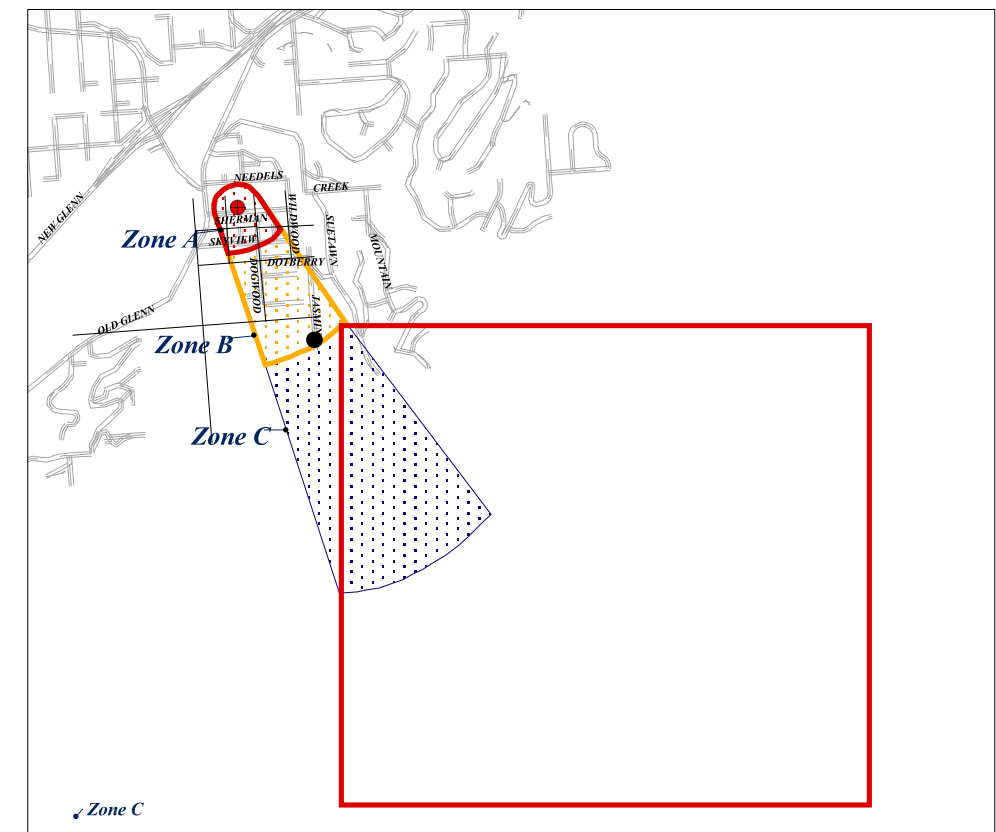 NEEDELS
CREEK
NEW GLENN
WILDWOOD
SHERMAN
SUETAWN
Zone A
SKYVIEW
MOUNTAIN
DOTBERRY
DOGWOOD
JASMIN
OLD GLENN
Zone B
Zone C
Zone C